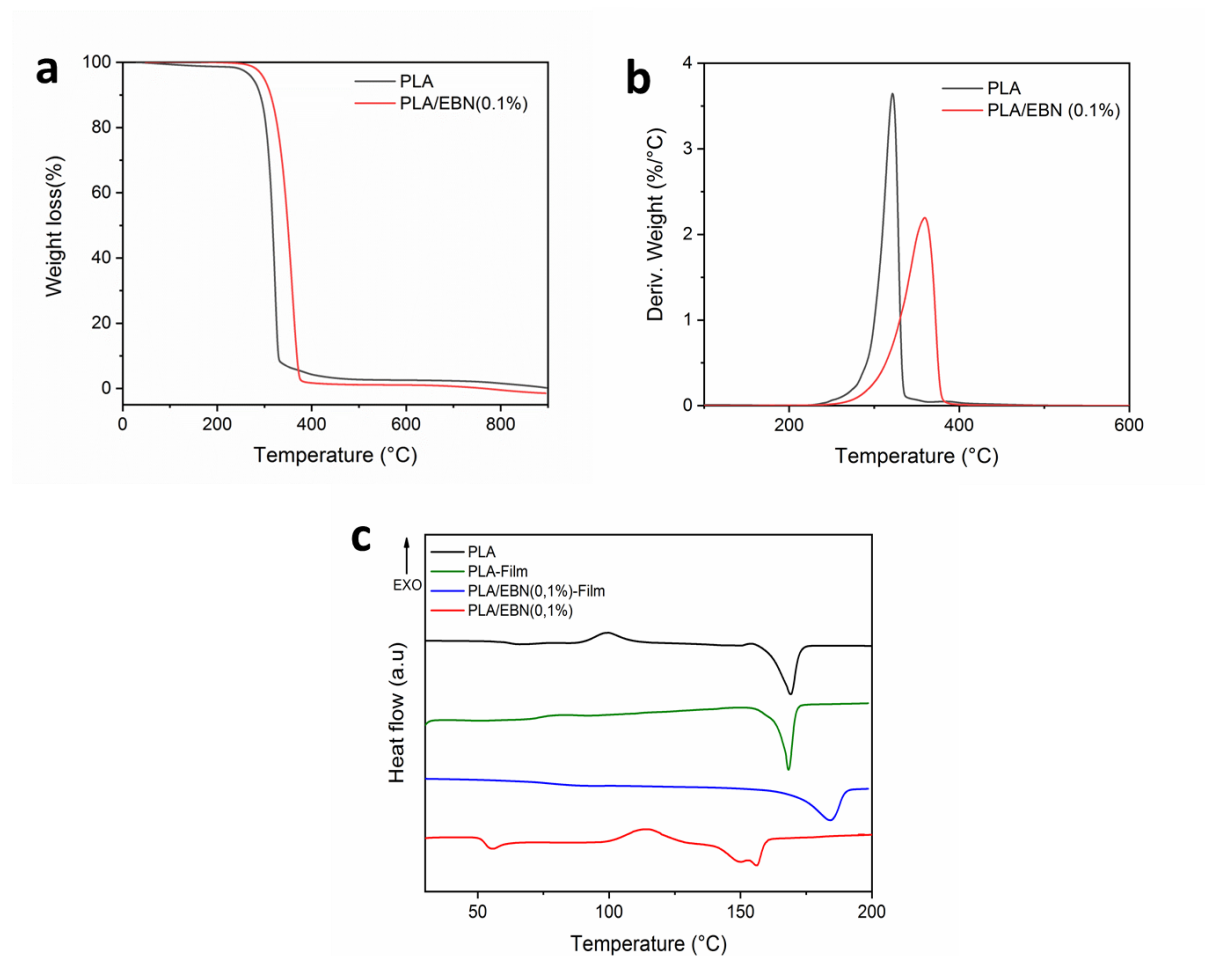 a
100
80
60
40
20
0
0 200 400 600 800
Weight loss(%)
Temperature (°C)
PLA
PLA/EBN(0.1%)
b
4
3
2
1
0
200 400 600
Deriv. Weight (%/°C)
Temperature (°C)
PLA
PLA/EBN (0.1%)
c
EXO
PLA
PLA-Film
PLA/EBN(0,1%)-Film
PLA/EBN(0,1%)
Heat flow (a.u)
50 100 150 200
Temperature (°C)